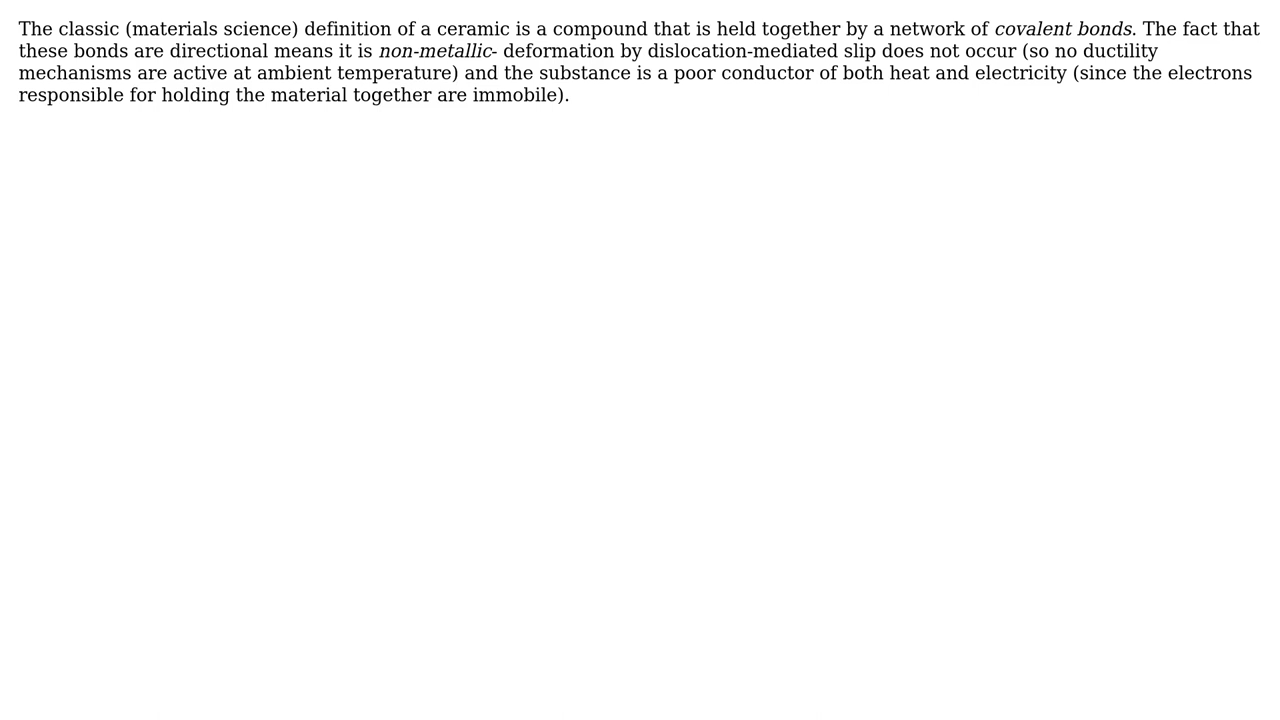 The classic (materials science) definition of a ceramic is a compound that is held together by a network of covalent bonds. The fact that
these bonds are directional means it is non-metallic- deformation by dislocation-mediated slip does not occur (so no ductility
mechanisms are active at ambient temperature) and the substance is a poor conductor of both heat and electricity (since the electrons
responsible for holding the material together are immobile).